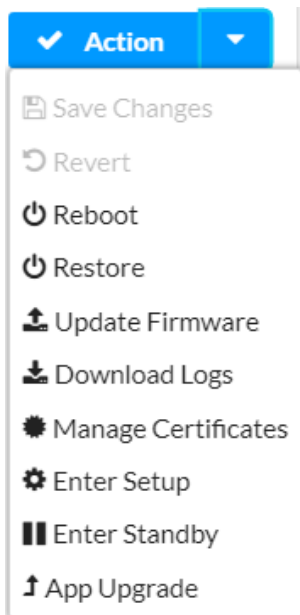 Action
Save Changes
Revert
Reboot
Restore
Update Firmware
Download Logs
Manage Certificates
Enter Setup
Enter Standby
App Upgrade